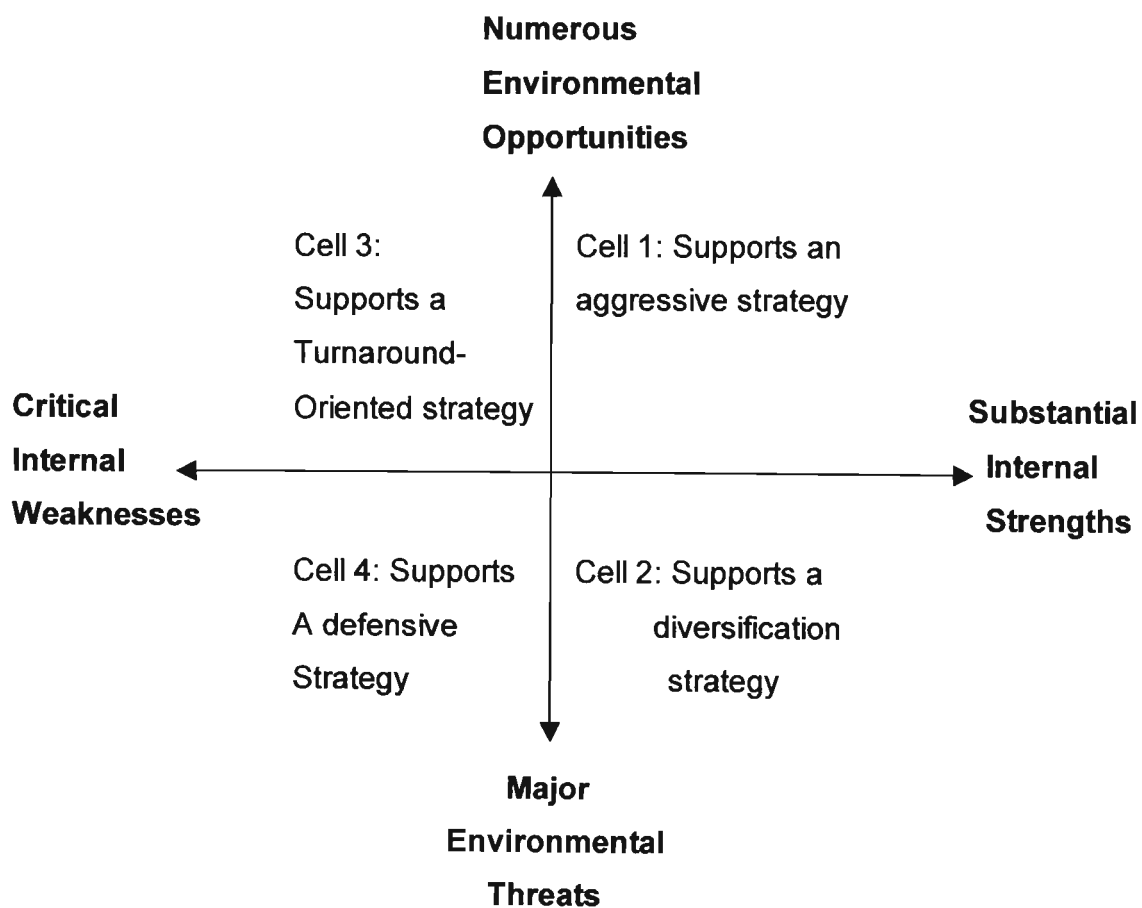 Numerous
Environmental
Opportunities
Cell 3:
Supports a
Turnaround-
Oriented strategy
Cell 1: Supports an
aggressive strategy
Critical
Internal
Weaknesses
Substantial
Internal
Strengths
Cell 4: Supports
A defensive
Strategy
Cell 2: Supports a
diversification
strategy
Major
Environmental
Threats